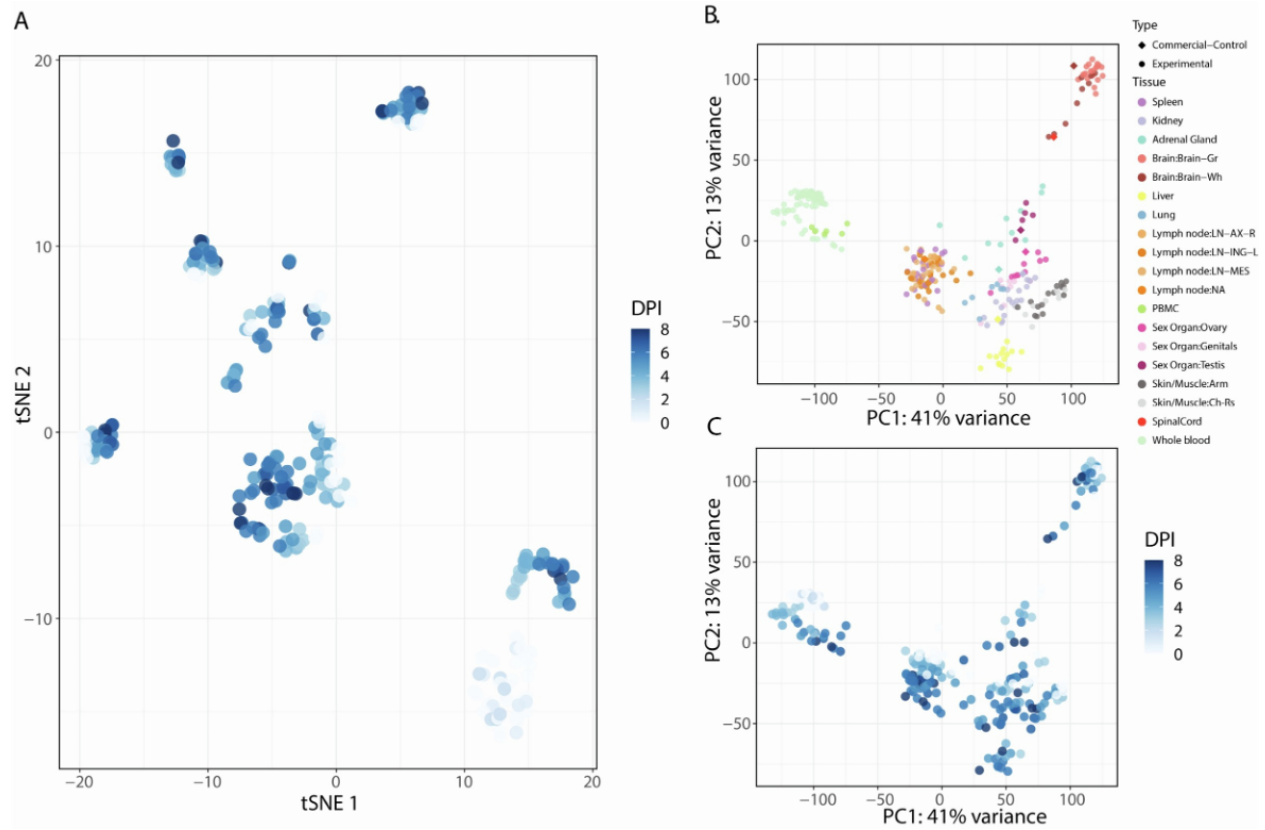 A
20
10
0
−10
−20
−10
0
10
20
tSNE 2
tSNE 1
DPI
8
6
4
2
0
B.
100
50
0
−50
−100
−50
0
50
100
PC2: 13% variance
PC1: 41% variance
Type
Commercial−Control
Experimental
Tissue
Spleen
Kidney
Adrenal Gland
Brain:Brain−Gr
Brain:Brain−Wh
Liver
Lung
Lymph node:LN−AX−R
Lymph node:LN−ING−L
Lymph node:LN−MES
Lymph node:NA
PBMC
Sex Organ:Ovary
Sex Organ:Genitals
Sex Organ:Testis
Skin/Muscle:Arm
Skin/Muscle:Ch−Rs
SpinalCord
Whole blood
C
100
50
0
−50
−100
−50
0
50
100
PC2: 13% variance
PC1: 41% variance
DPI
8
6
4
2
0